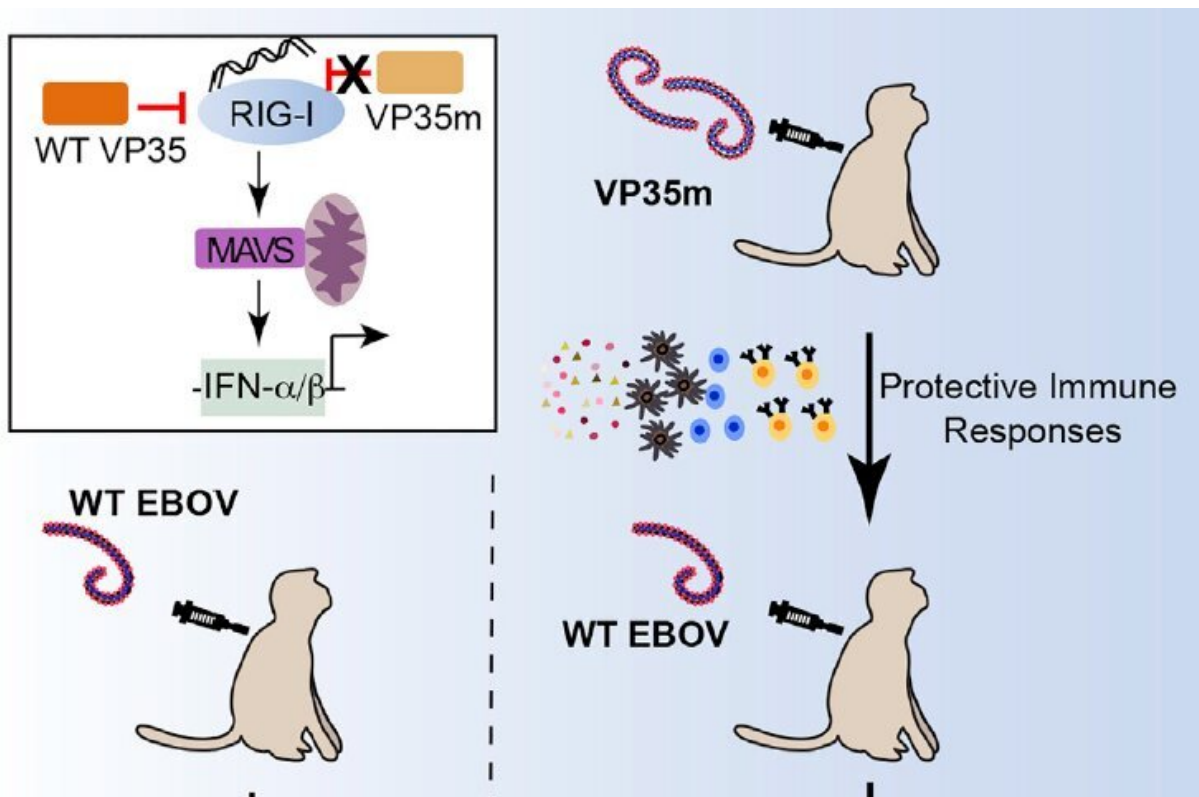 RIG-I
WT VP35
VP35m
MAVS
-IFN-α/β
VP35m
Protective Immune
Responses
WT EBOV
WT EBOV